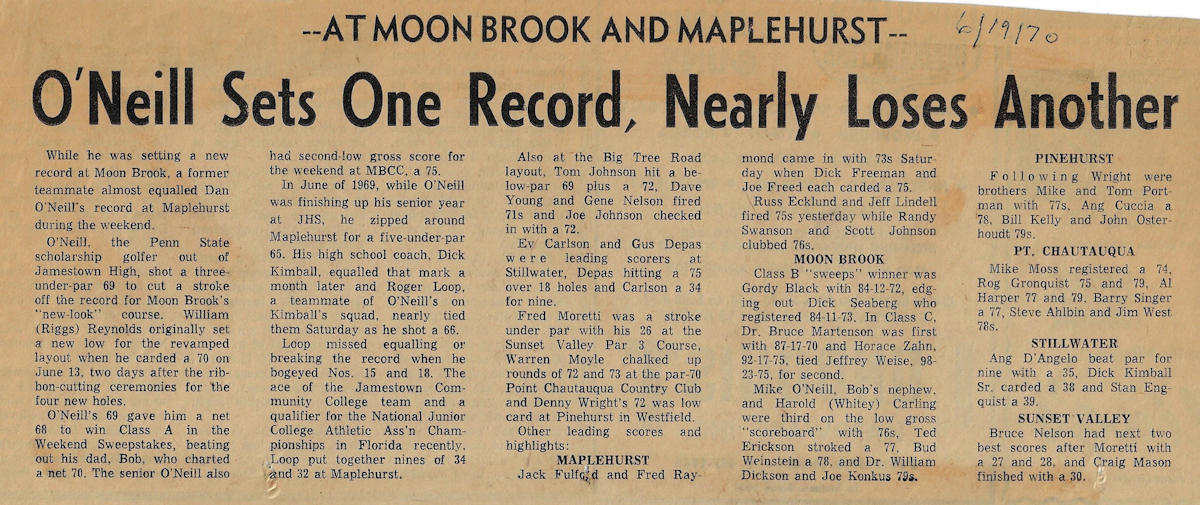 --AT MOON BROOK AND MAPLEHURST--
6/19/70
O'Neill Sets One Record, Nearly Loses Another
While he was setting a new
record at Moon Brook, a former
teammate almost equalled Dan
O'Neill's record at Maplehurst
during the weekend.
O'Neill, the Penn State
scholarship golfer out of
Jamestown High, shot a three-
under-par 69 to cut a stroke
off the record for Moon Brook's
"new-look" course. William
(Riggs) Reynolds originally set
a new low for the revamped
layout when he carded a 70 on
June 13, two days after the rib-
bon-cutting ceremonies for the
four new holes.
O'Neill's 69 gave him a net
68 to win Class A in the
Weekend Sweepstakes, beating
out his dad, Bob, who charted
a net 70. The senior O'Neill also
had second-low gross score for
the weekend at MBCC, a 75.
In June of 1969, while O'Neill
was finishing up his senior year
at JHS, he zipped around
Maplehurst for a five-under-par
65. His high school coach, Dick
Kimball, equalled that mark a
month later and Roger Loop,
a teammate of O'Neill's on
Kimball's squad, nearly tied
them Saturday as he shot a 66.
Loop missed equalling or
breaking the record when he
bogeyed Nos. 15 and 18. The
ace of the Jamestown Com-
munity College team and a
qualifier for the National Junior
College Athletic Ass'n Cham-
pionships in Florida recently,
Loop put together nines of 34
and 32 at Maplehurst.
Also at the Big Tree Road
layout, Tom Johnson hit a be-
low-par 69 plus a 72, Dave
Young and Gene Nelson fired
71s and Joe Johnson checked
in with a 72.
Ev Carlson and Gus Depas
were leading scorers at
Stillwater, Depas hitting a 75
over 18 holes and Carlson a 34
for nine.
Fred Moretti was a stroke
under par with his 26 at the
Sunset Valley Par 3 Course,
Warren Moyle chalked up
rounds of 72 and 73 at the par-70
Point Chautauqua Country Club
and Denny Wright's 72 was low
card at Pinehurst in Westfield.
Other leading scores and
highlights:
MAPLEHURST
Jack Fulford and Fred Ray-
mond came in with 73s Satur-
day when Dick Freeman and
Joe Freed each carded a 75.
Russ Ecklund and Jeff Lindell
fired 75s yesterday while Randy
Swanson and Scott Johnson
clubbed 76s.
MOON BROOK
Class B "sweeps" winner was
Gordy Black with 84-12-72, edg-
ing out Dick Seaberg who
registered 84-11-73. In Class C,
Dr. Bruce Martenson was first
with 87-17-70 and Horace Zahn,
92-17-75, tied Jeffrey Weise, 98-
23-75, for second.
Mike O'Neill, Bob's nephew,
and Harold (Whitey) Carling
were third on the low gross
"scoreboard" with 76s, Ted
Erickson stroked a 77, Bud
Weinstein a 78, and Dr. William
Dickson and Joe Konkus 79s.
PINEHURST
Following Wright were
brothers Mike and Tom Port-
man with 77s, Ang Cuccia a
78, Bill Kelly and John Oster-
houdt 79s.
PT. CHAUTAUQUA
Mike Moss registered a 74,
Rog Gronquist 75 and 79, Al
Harper 77 and 79. Barry Singer
a 77, Steve Ahlbin and Jim West
78s.
STILLWATER
Ang D'Angelo beat par for
nine with a 35, Dick Kimball
Sr. carded a 38 and Stan Eng-
quist a 39.
SUNSET VALLEY
Bruce Nelson had next two
best scores after Moretti with
a 27 and 28, and Craig Mason
finished with a 30.